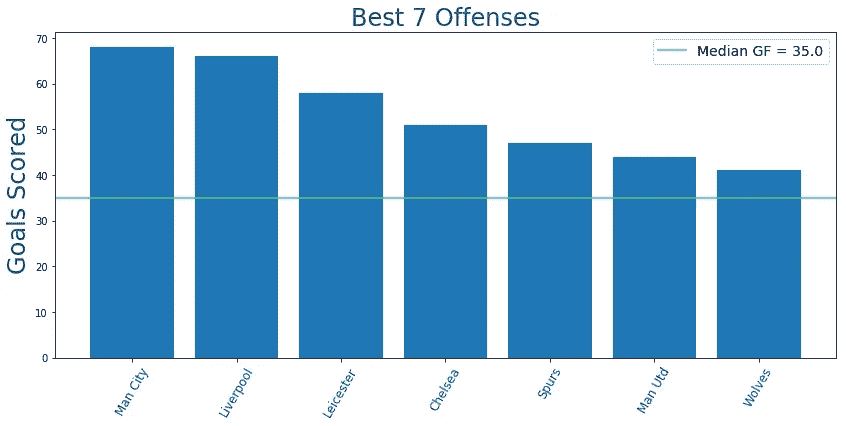 Best 7 Offenses
Median GF = 35.0
Goals Scored
70
60
50
40
30
20
10
0
Man City
Liverpool
Leicester
Chelsea
Spurs
Man Utd
Wolves